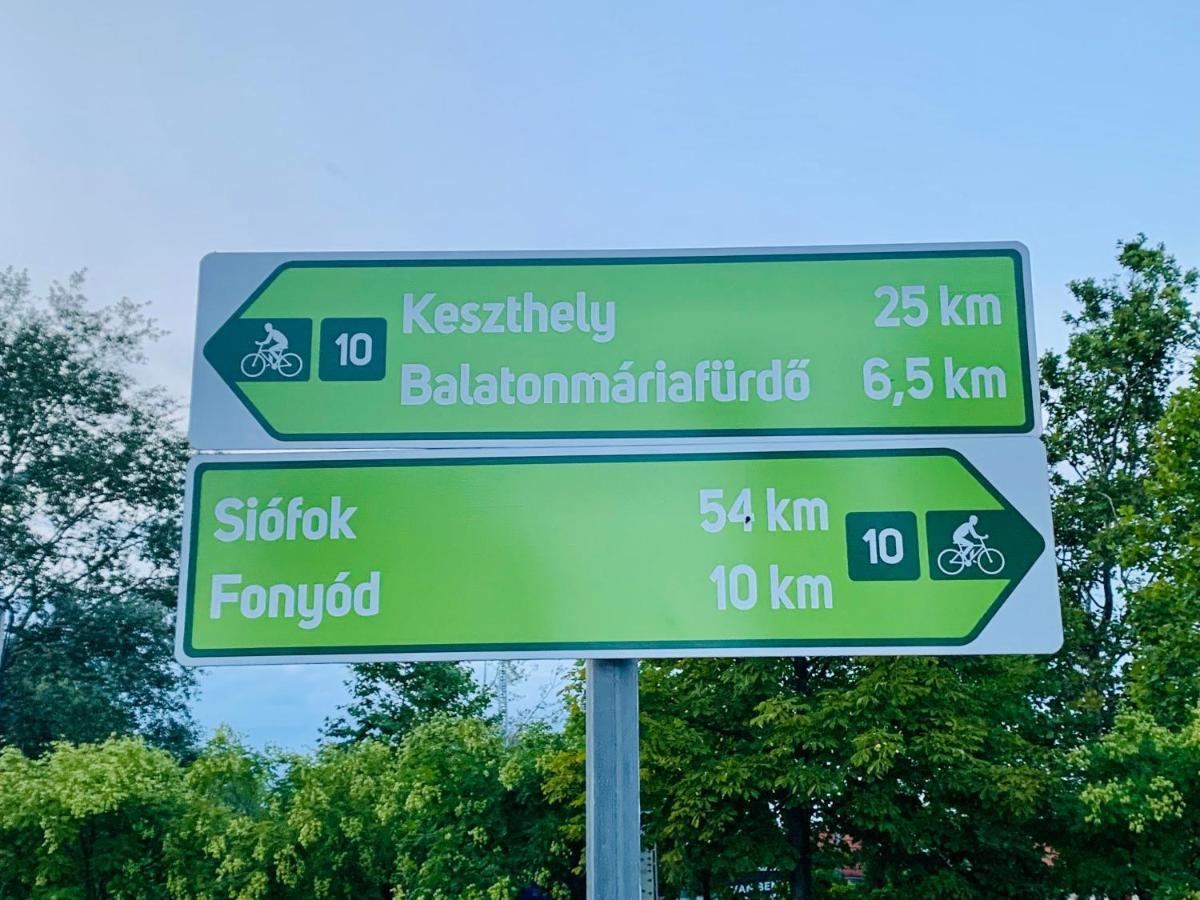 10 Keszthely 25 km
Balatonmáriafürdő 6,5 km
Siófok 54 km 10
Fonyód 10 km